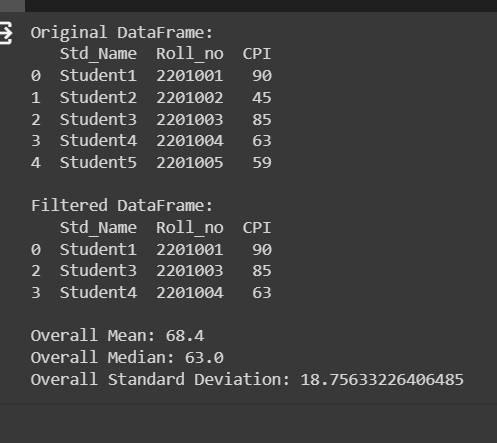 Original DataFrame:
   Std_Name  Roll_no  CPI
0  Student1  2201001   90
1  Student2  2201002   45
2  Student3  2201003   85
3  Student4  2201004   63
4  Student5  2201005   59

Filtered DataFrame:
   Std_Name  Roll_no  CPI
0  Student1  2201001   90
2  Student3  2201003   85
3  Student4  2201004   63

Overall Mean: 68.4
Overall Median: 63.0
Overall Standard Deviation: 18.75633226406485